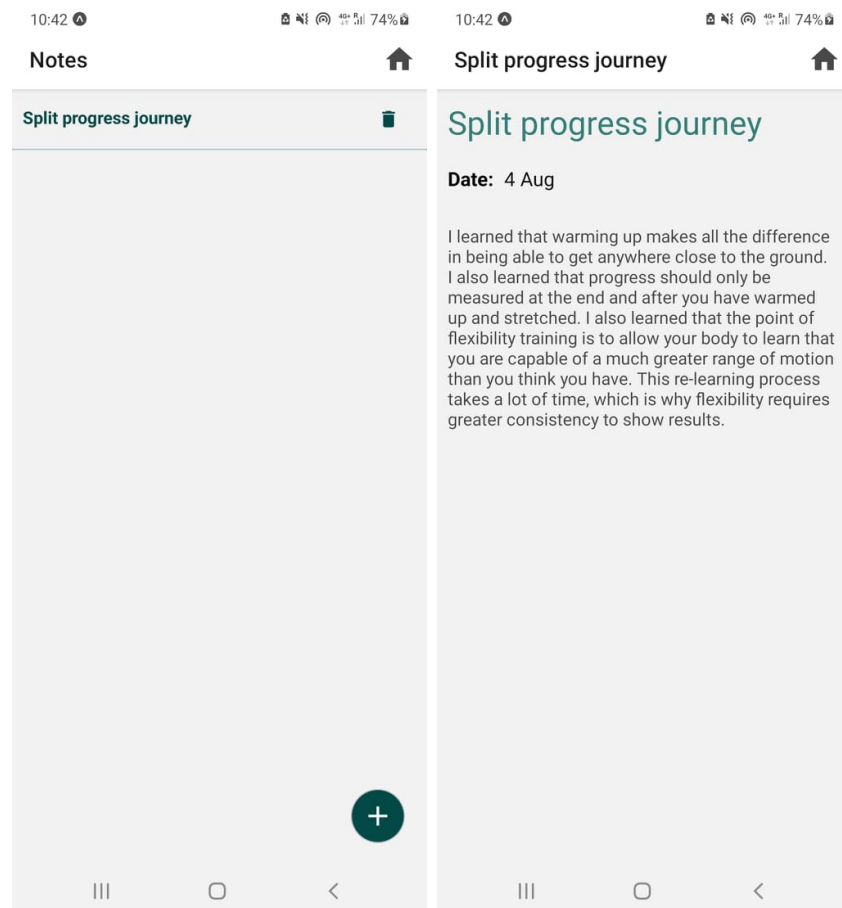 10:42
74%
Notes
Split progress journey
10:42
74%
Split progress journey
Split progress journey
Date: 4 Aug
I learned that warming up makes all the difference
in being able to get anywhere close to the ground.
I also learned that progress should only be
measured at the end and after you have warmed
up and stretched. I also learned that the point of
flexibility training is to allow your body to learn that
you are capable of a much greater range of motion
than you think you have. This re-learning process
takes a lot of time, which is why flexibility requires
greater consistency to show results.